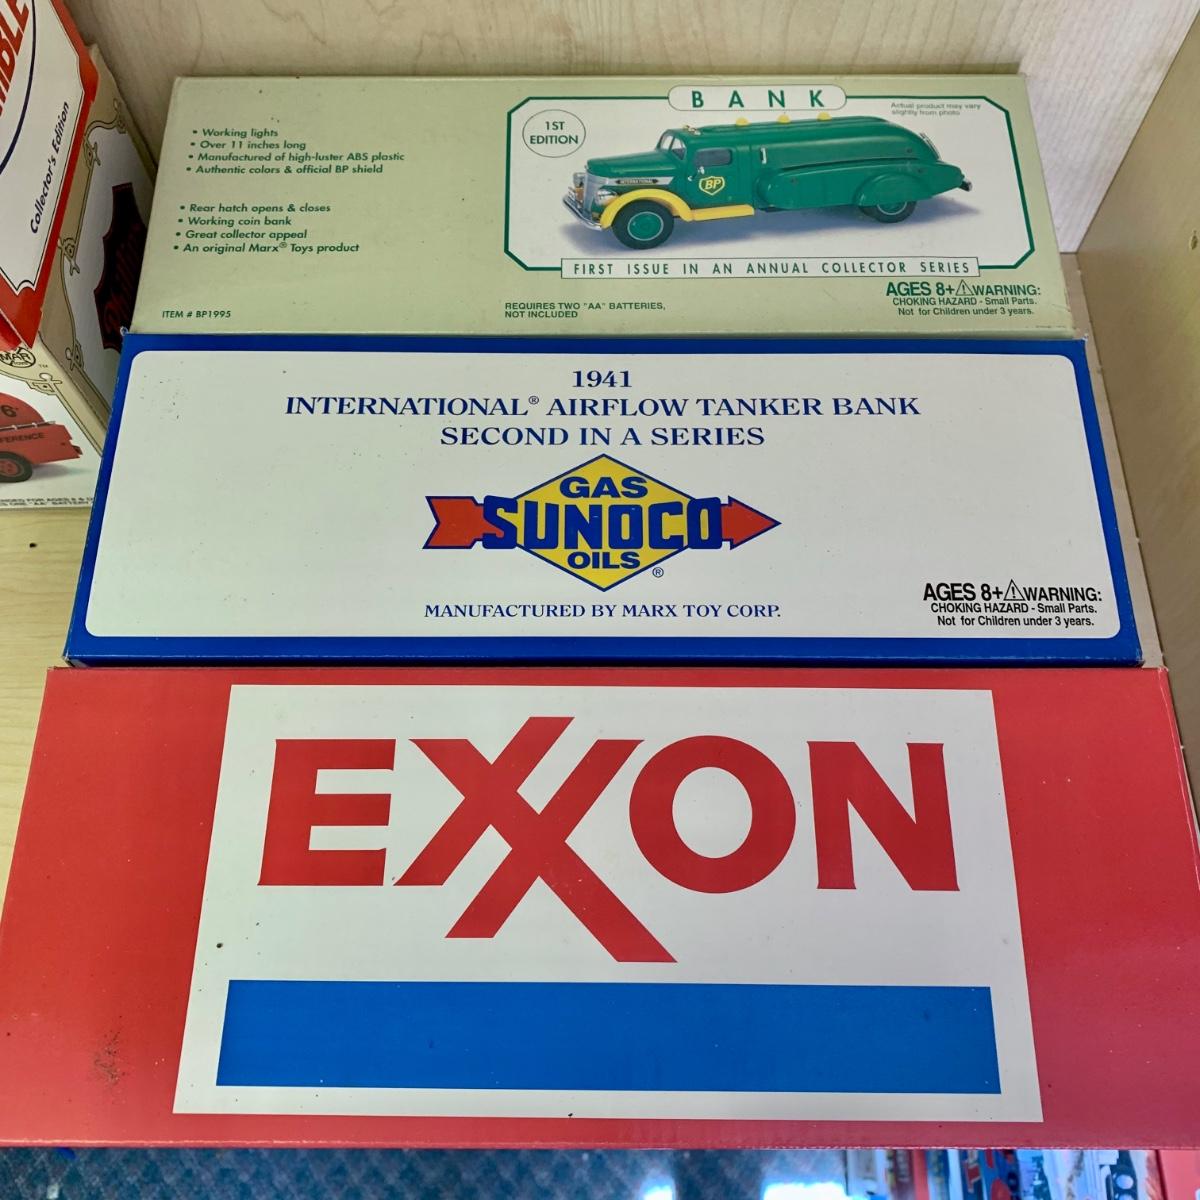 Collector's Edition
BANK
Actual product may vary
slightly from photo
1ST
EDITION
• Working lights
• Over 11 inches long
• Manufactured of high-luster ABS plastic
• Authentic colors & official BP shield
• Rear hatch opens & closes
• Working coin bank
• Great collector appeal
• An original Marx® Toys product
INTERNATIONAL
BP
FIRST ISSUE IN AN ANNUAL COLLECTOR SERIES
ITEM # BP1995
REQUIRES TWO "AA" BATTERIES,
NOT INCLUDED
AGES 8+ WARNING:
CHOKING HAZARD - Small Parts.
Not for Children under 3 years.
1941
INTERNATIONAL® AIRFLOW TANKER BANK
SECOND IN A SERIES
GAS
SUNOCO
OILS ®
MANUFACTURED BY MARX TOY CORP.
AGES 8+ WARNING:
CHOKING HAZARD - Small Parts.
Not for Children under 3 years.
EXXON